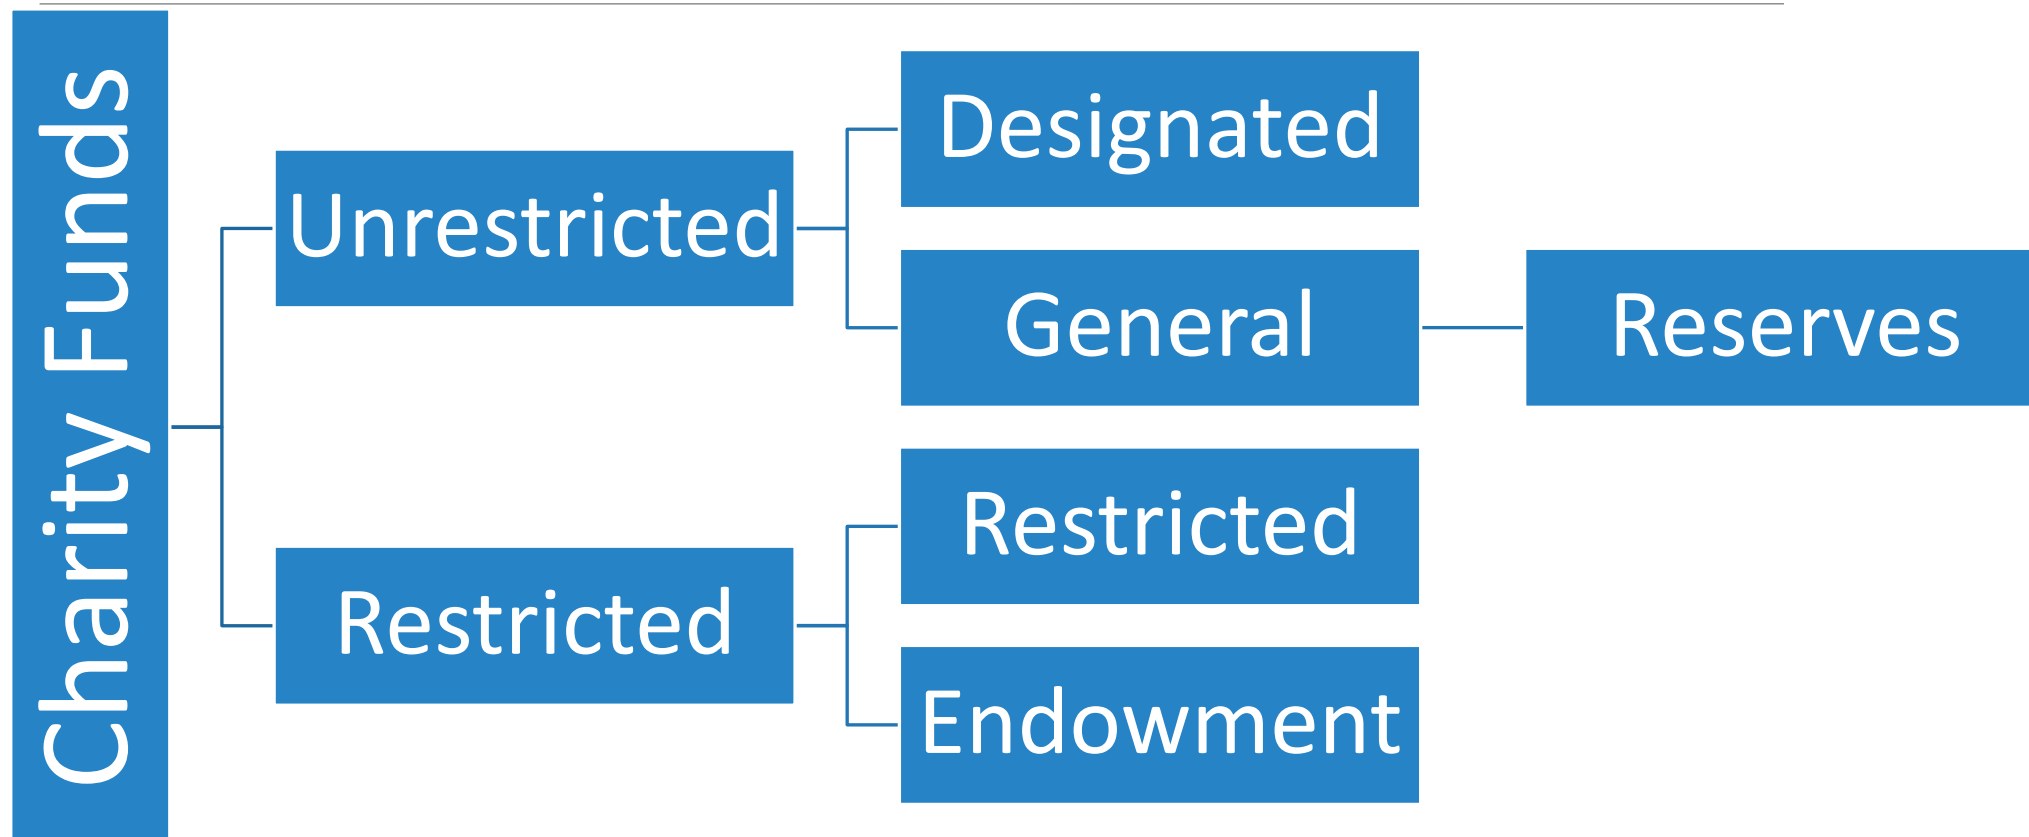 Charity Funds
Unrestricted
Designated
General
Reserves
Restricted
Restricted
Endowment